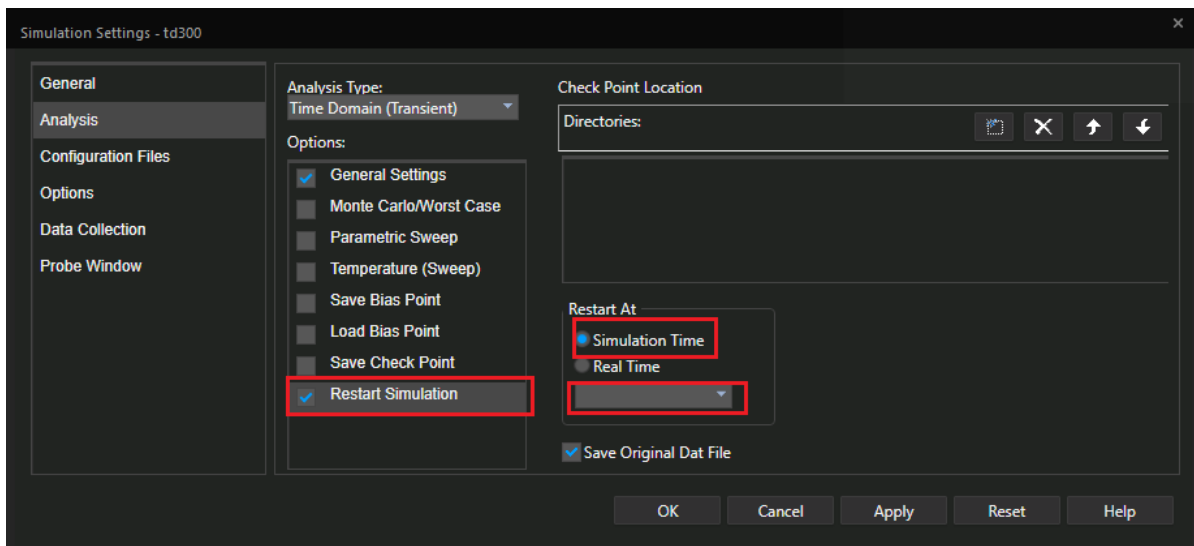 Simulation Settings - td300
General
Analysis
Configuration Files
Options
Data Collection
Probe Window
Analysis Type:
Time Domain (Transient)
Options:
General Settings
Monte Carlo/Worst Case
Parametric Sweep
Temperature (Sweep)
Save Bias Point
Load Bias Point
Save Check Point
Restart Simulation
Check Point Location
Directories:
Restart At
Simulation Time
Real Time
Save Original Dat File
OK
Cancel
Apply
Reset
Help